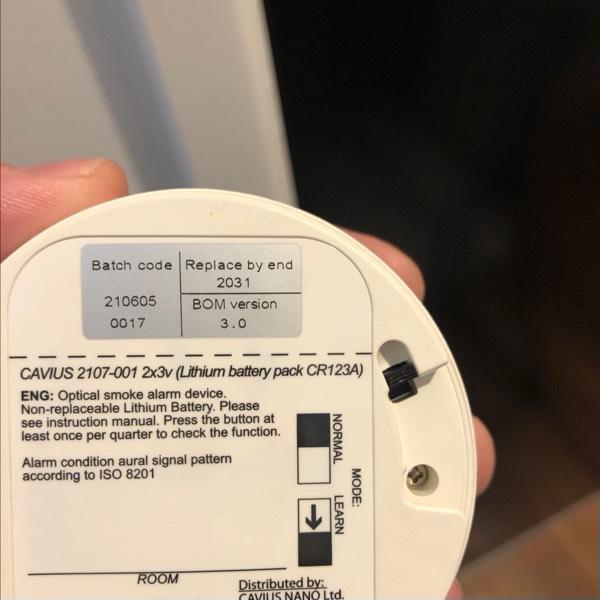 Batch code
210605
0017
Replace by end
2031
BOM version
3.0
CAVIUS 2107-001 2x3v (Lithium battery pack CR123A)
ENG: Optical smoke alarm device.
Non-replaceable Lithium Battery. Please
see instruction manual. Press the button at
least once per quarter to check the function.
Alarm condition aural signal pattern
according to ISO 8201
NORMAL
MODE:
LEARN
ROOM
Distributed by:
CAVIUS NANO Ltd.